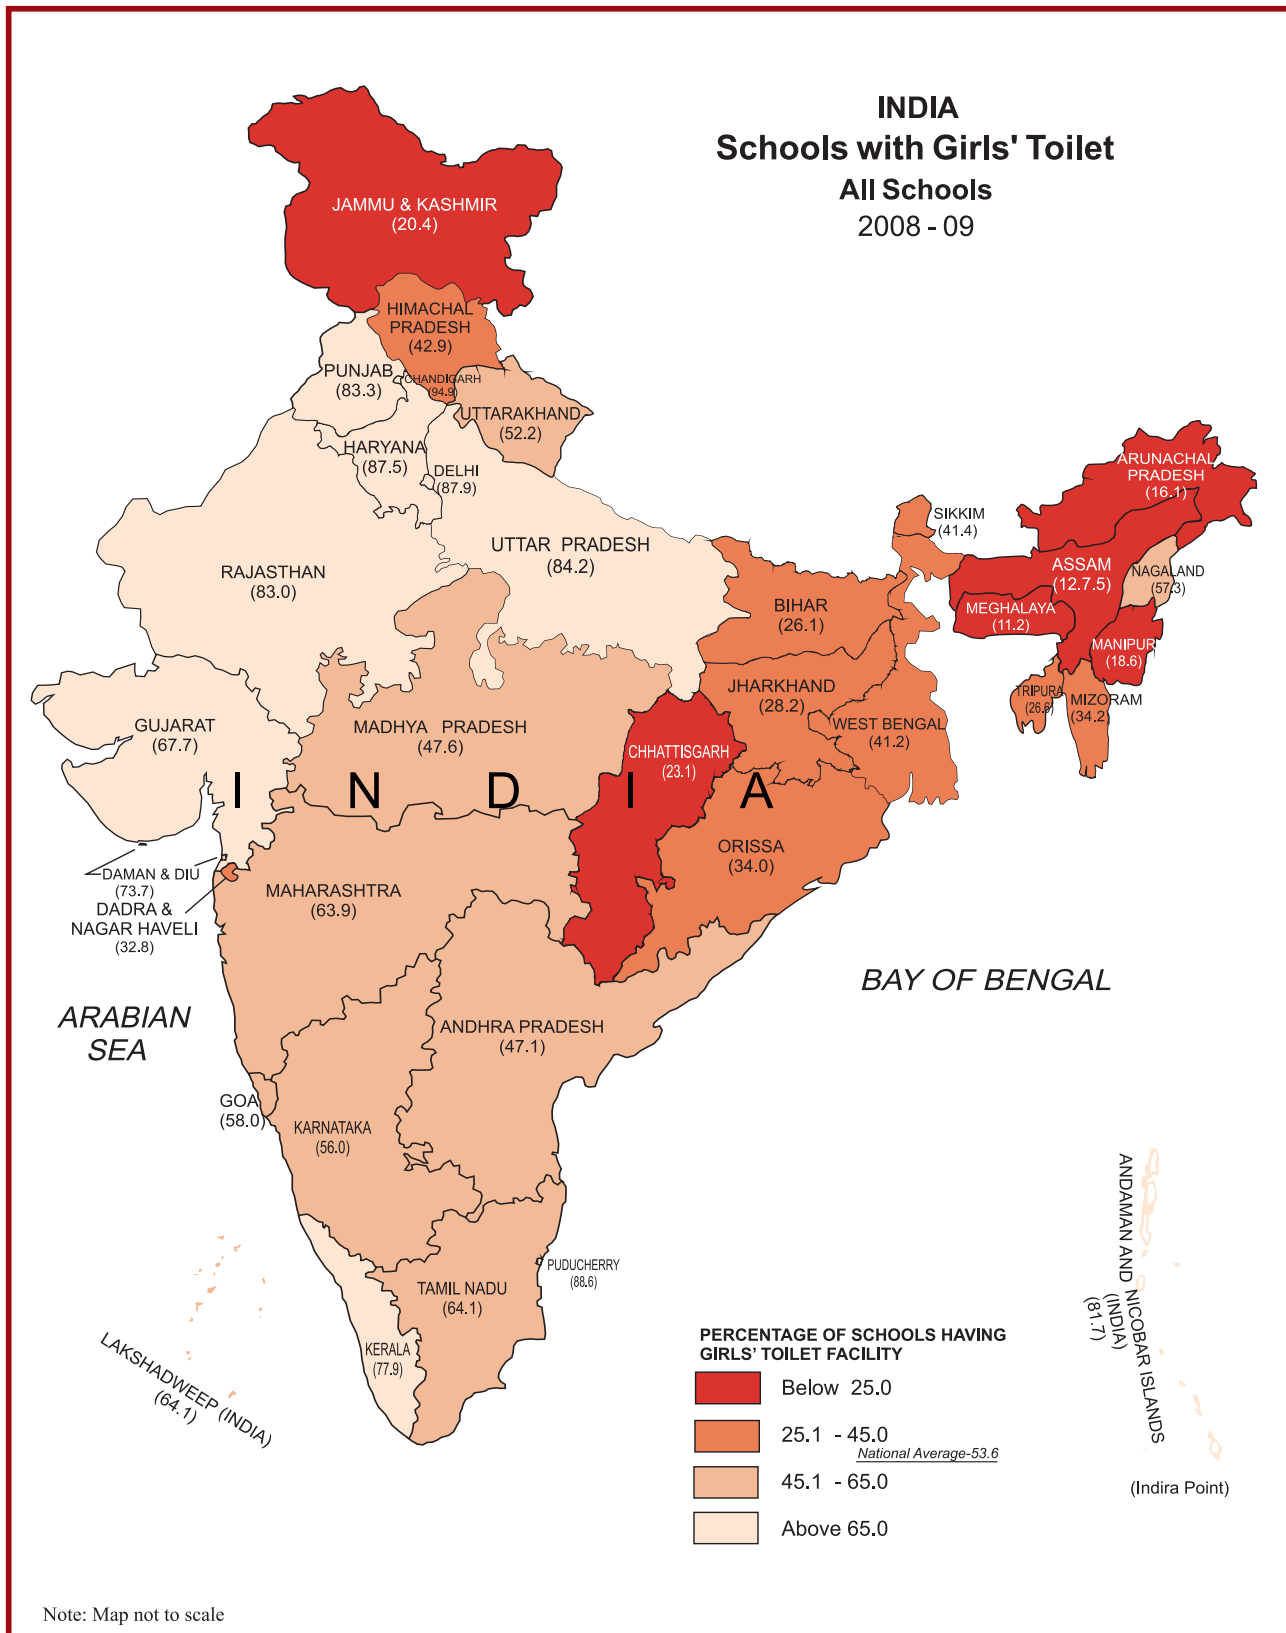 INDIA
Schools with Girls' Toilet
All Schools
2008 - 09
JAMMU & KASHMIR
(20.4)
HIMACHAL
PRADESH
(42.9)
PUNJAB
(83.3)
CHANDIGARH
(94.9)
UTTARAKHAND
(52.2)
HARYANA
(87.5)
DELHI
(87.9)
ARUNACHAL
PRADESH
(16.1)
SIKKIM
(41.4)
UTTAR PRADESH
(84.2)
RAJASTHAN
(83.0)
ASSAM
(12.7.5)
NAGALAND
(57.3)
BIHAR
(26.1)
MEGHALAYA
(11.2)
MANIPUR
(18.6)
JHARKHAND
(28.2)
TRIPURA
(26.6)
MIZORAM
(34.2)
GUJARAT
(67.7)
MADHYA PRADESH
(47.6)
WEST BENGAL
(41.2)
CHHATTISGARH
(23.1)
I N D I A
ORISSA
(34.0)
DAMAN & DIU
(73.7)
DADRA &
NAGAR HAVELI
(32.8)
MAHARASHTRA
(63.9)
BAY OF BENGAL
ARABIAN
SEA
ANDHRA PRADESH
(47.1)
GOA
(58.0)
KARNATAKA
(56.0)
PUDUCHERRY
(88.6)
TAMIL NADU
(64.1)
KERALA
(77.9)
LAKSHADWEEP (INDIA)
(64.1)
ANDAMAN AND NICOBAR ISLANDS
(INDIA)
(81.7)
(Indira Point)
PERCENTAGE OF SCHOOLS HAVING
GIRLS' TOILET FACILITY
Below 25.0
25.1 - 45.0
National Average-53.6
45.1 - 65.0
Above 65.0
Note: Map not to scale